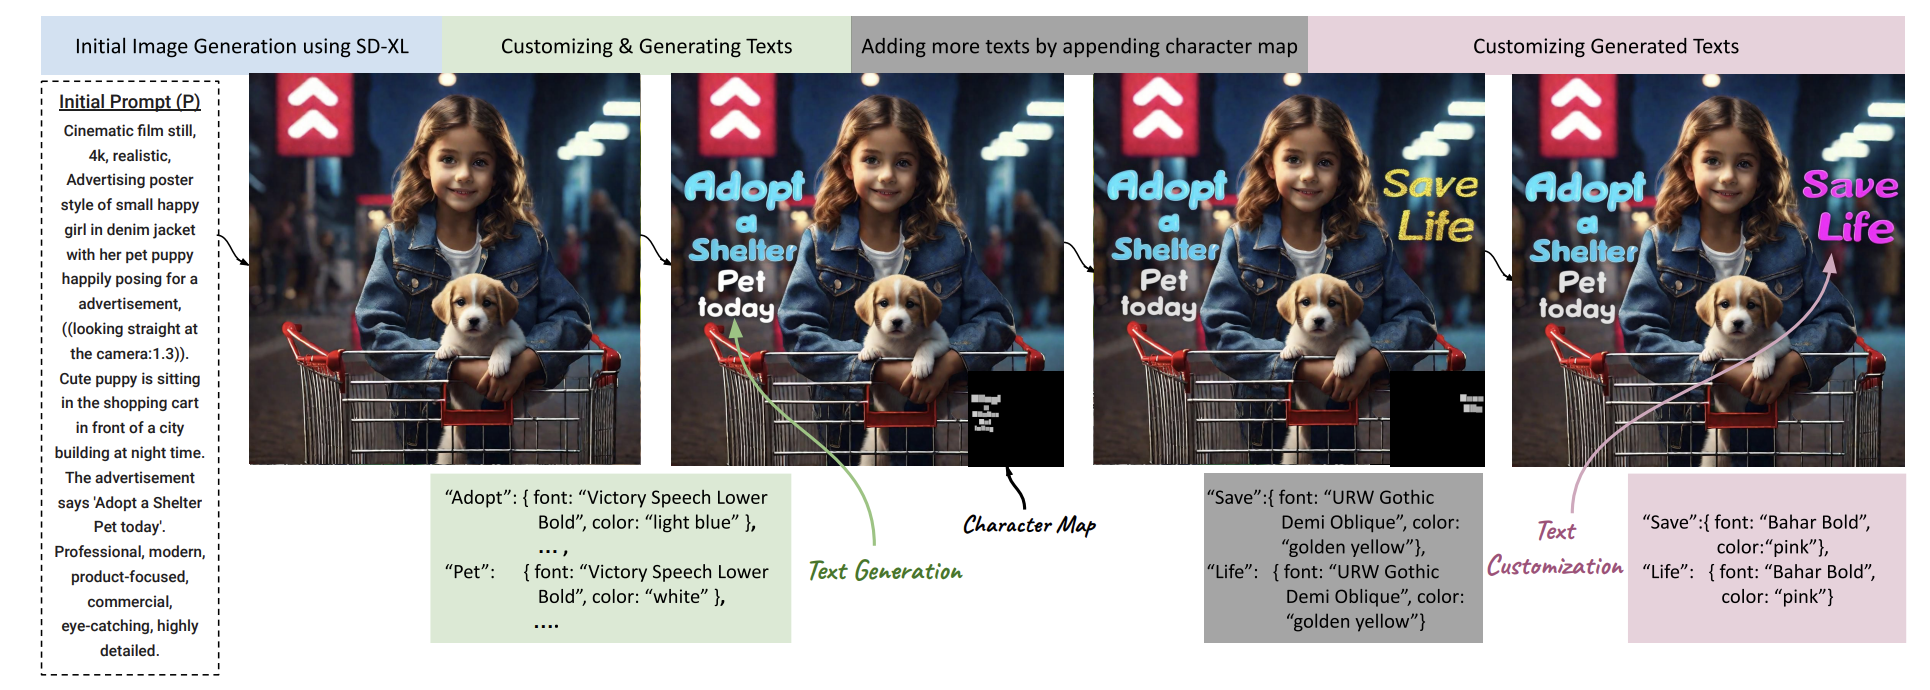 Initial Image Generation using SD-XL
Customizing & Generating Texts
Adding more texts by appending character map
Customizing Generated Texts
Initial Prompt (P)
Cinematic film still,
4k, realistic,
Advertising poster
style of small happy
girl in denim jacket
with her pet puppy
happily posing for a
advertisement,
((looking straight at
the camera:1.3)).
Cute puppy is sitting
in the shopping cart
in front of a city
building at night time.
The advertisement
says 'Adopt a Shelter
Pet today'.
Professional, modern,
product-focused,
commercial,
eye-catching, highly
detailed.
Adopt
a
Shelter
Pet
today
Adopt
a
Shelter
Pet
today
Save
Life
Adopt
a
Shelter
Pet
today
Save
Life
“Adopt”: { font: “Victory Speech Lower
Bold”, color: “light blue” },
... ,
“Pet”: { font: “Victory Speech Lower
Bold”, color: “white” },
....
Text Generation
Character Map
“Save”:{ font: “URW Gothic
Demi Oblique”, color:
“golden yellow”},
“Life”: { font: “URW Gothic
Demi Oblique”, color:
“golden yellow”}
Text
Customization
“Save”:{ font: “Bahar Bold”,
color:“pink”},
“Life”: { font: “Bahar Bold”,
color: “pink”}